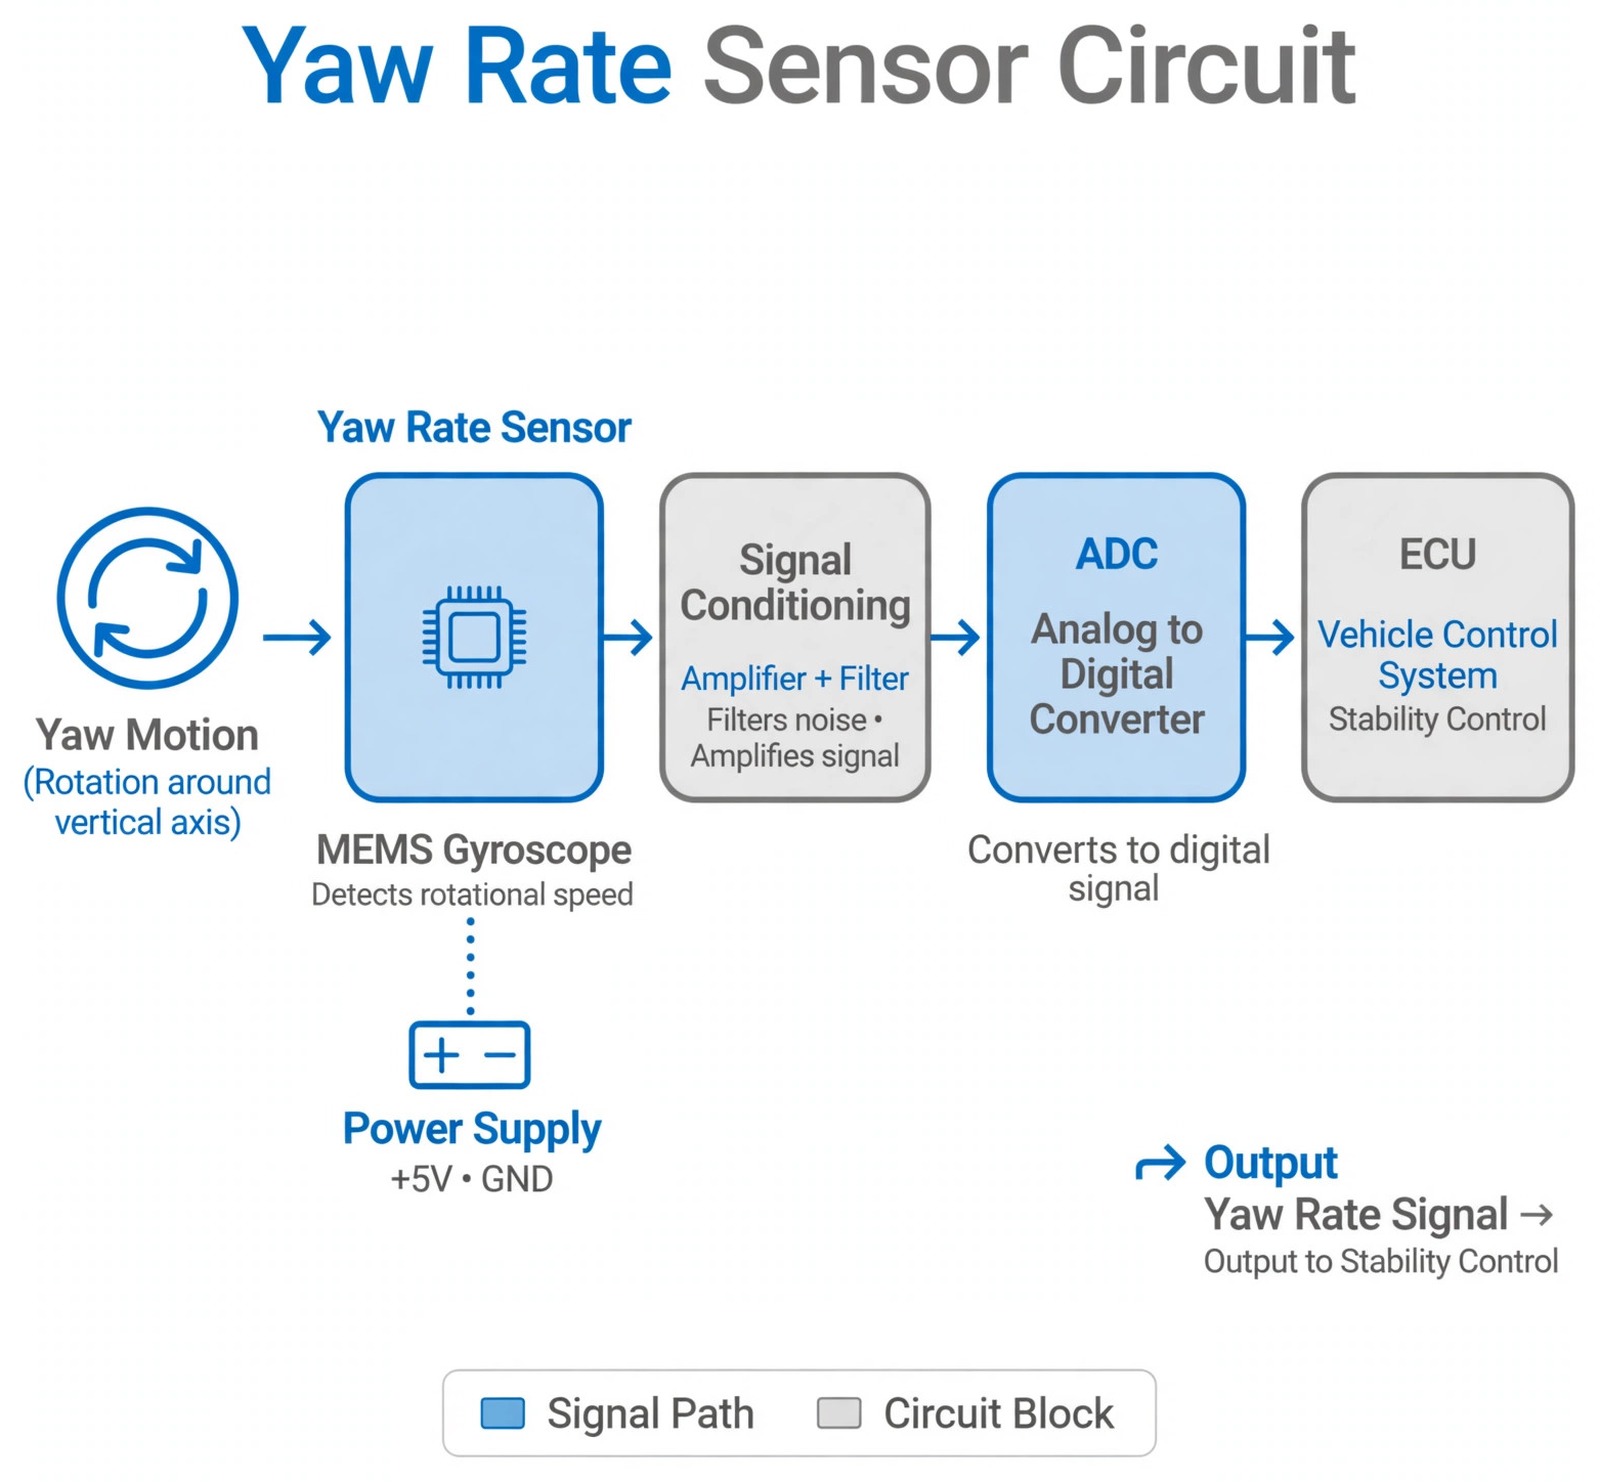 Yaw Rate Sensor Circuit
Yaw Rate Sensor
Yaw Motion
(Rotation around
vertical axis)
MEMS Gyroscope
Detects rotational speed
+ −
Power Supply
+5V • GND
Signal
Conditioning
Amplifier + Filter
Filters noise •
Amplifies signal
ADC
Analog to
Digital
Converter
Converts to digital
signal
ECU
Vehicle Control
System
Stability Control
Output
Yaw Rate Signal →
Output to Stability Control
Signal Path
Circuit Block